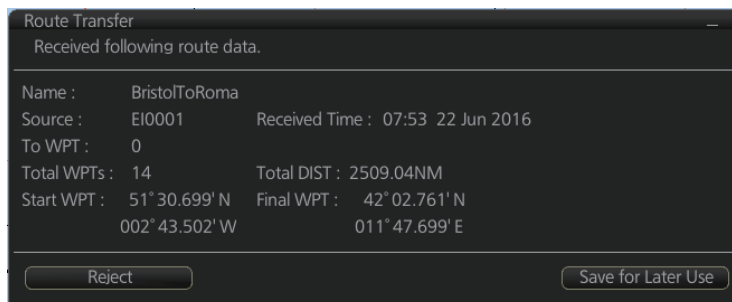 Route Transfer
Received following route data.
Name : BristolToRoma
Source : EI0001 Received Time : 07:53 22 Jun 2016
To WPT : 0
Total WPTs : 14 Total DIST : 2509.04NM
Start WPT : 51°30.699' N Final WPT : 42°02.761' N
002°43.502' W 011°47.699' E
Reject Save for Later Use